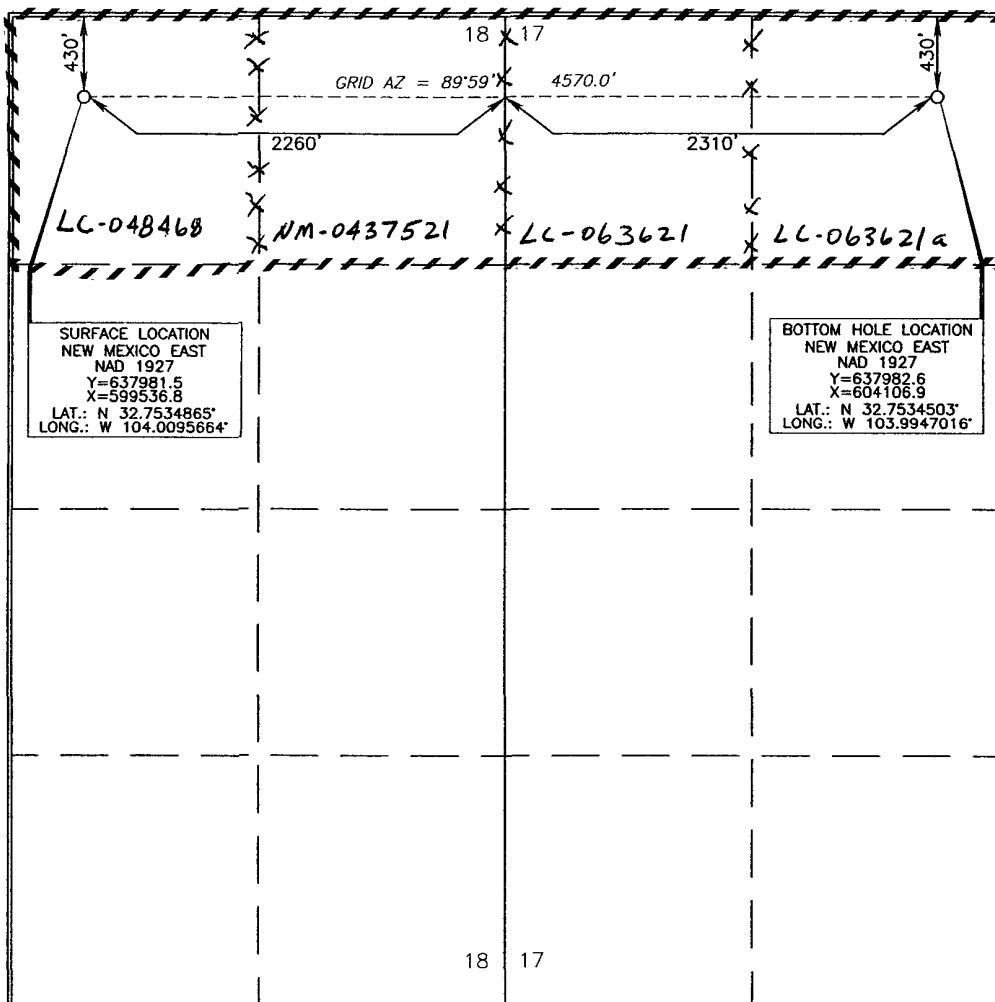 18 17
430'
430'
GRID AZ = 89°59' 4570.0'
2260'
2310'
LC-048468
NM-0437521
LC-063621
LC-063621a
SURFACE LOCATION
NEW MEXICO EAST
NAD 1927
Y=637981.5
X=599536.8
LAT.: N 32.7534865°
LONG.: W 104.0095664°
BOTTOM HOLE LOCATION
NEW MEXICO EAST
NAD 1927
Y=637982.6
X=604106.9
LAT.: N 32.7534503°
LONG.: W 103.9947016°
18 17